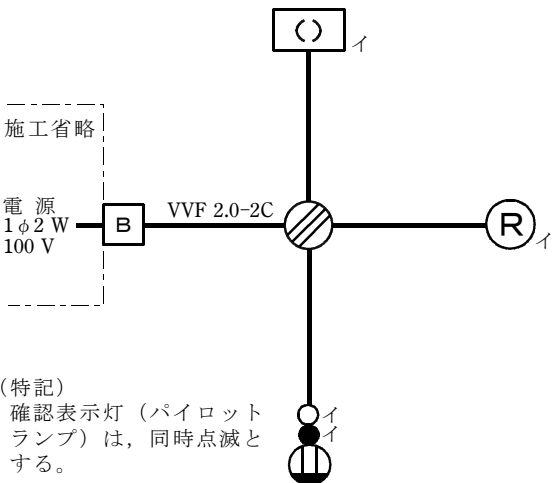 イ
施工省略
電 源
1φ2 W
100 V
B
VVF 2.0-2C
R
イ
(特記)
確認表示灯（パイロット
ランプ）は，同時点滅と
する。
イ
イ